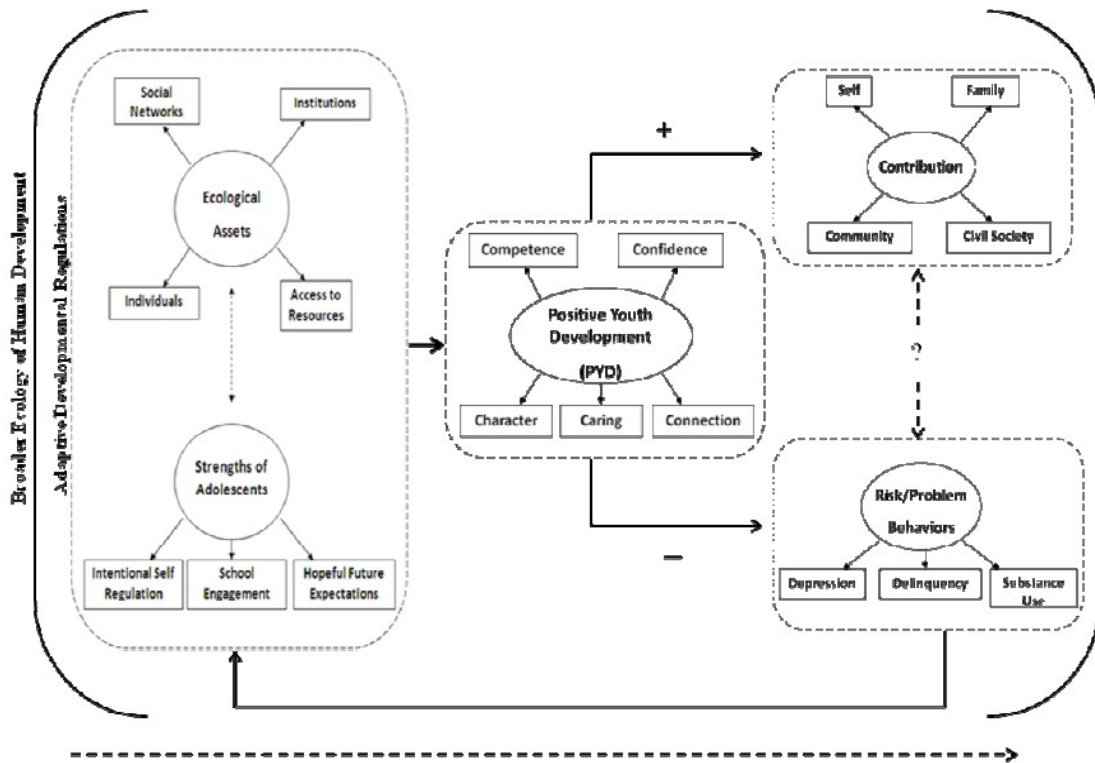 Broader Ecology of Human Development
Adaptive Developmental Regulations
Social
Networks
Institutions
Ecological
Assets
Individuals
Access to
Resources
Strengths of
Adolescents
Intentional Self
Regulation
School
Engagement
Hopeful Future
Expectations
Competence
Confidence
Positive Youth
Development
(PYD)
Character
Caring
Connection
+
−
Self
Family
Contribution
Community
Civil Society
?
Risk/Problem
Behaviors
Depression
Delinquency
Substance
Use